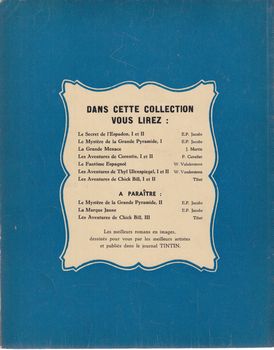 DANS CETTE COLLECTION
VOUS LIREZ :
Le Secret de l'Espadon, I et II E.P. Jacobs
Le Mystère de la Grande Pyramide, I E.P. Jacobs
La Grande Menace J. Martin
Les Aventures de Corentin, I et II P. Cuvelier
Le Fantôme Espagnol W. Vandersteen
Les Aventures de Thyl Ulenspiegel, I et II W. Vandersteen
Les Aventures de Chick Bill, I et II Tibet
A PARAÎTRE :
Le Mystère de la Grande Pyramide, II E.P. Jacobs
La Marque Jaune E.P. Jacobs
Les Aventures de Chick Bill, III Tibet
Les meilleurs romans en images,
dessinés pour vous par les meilleurs artistes
et publiés dans le journal TINTIN.